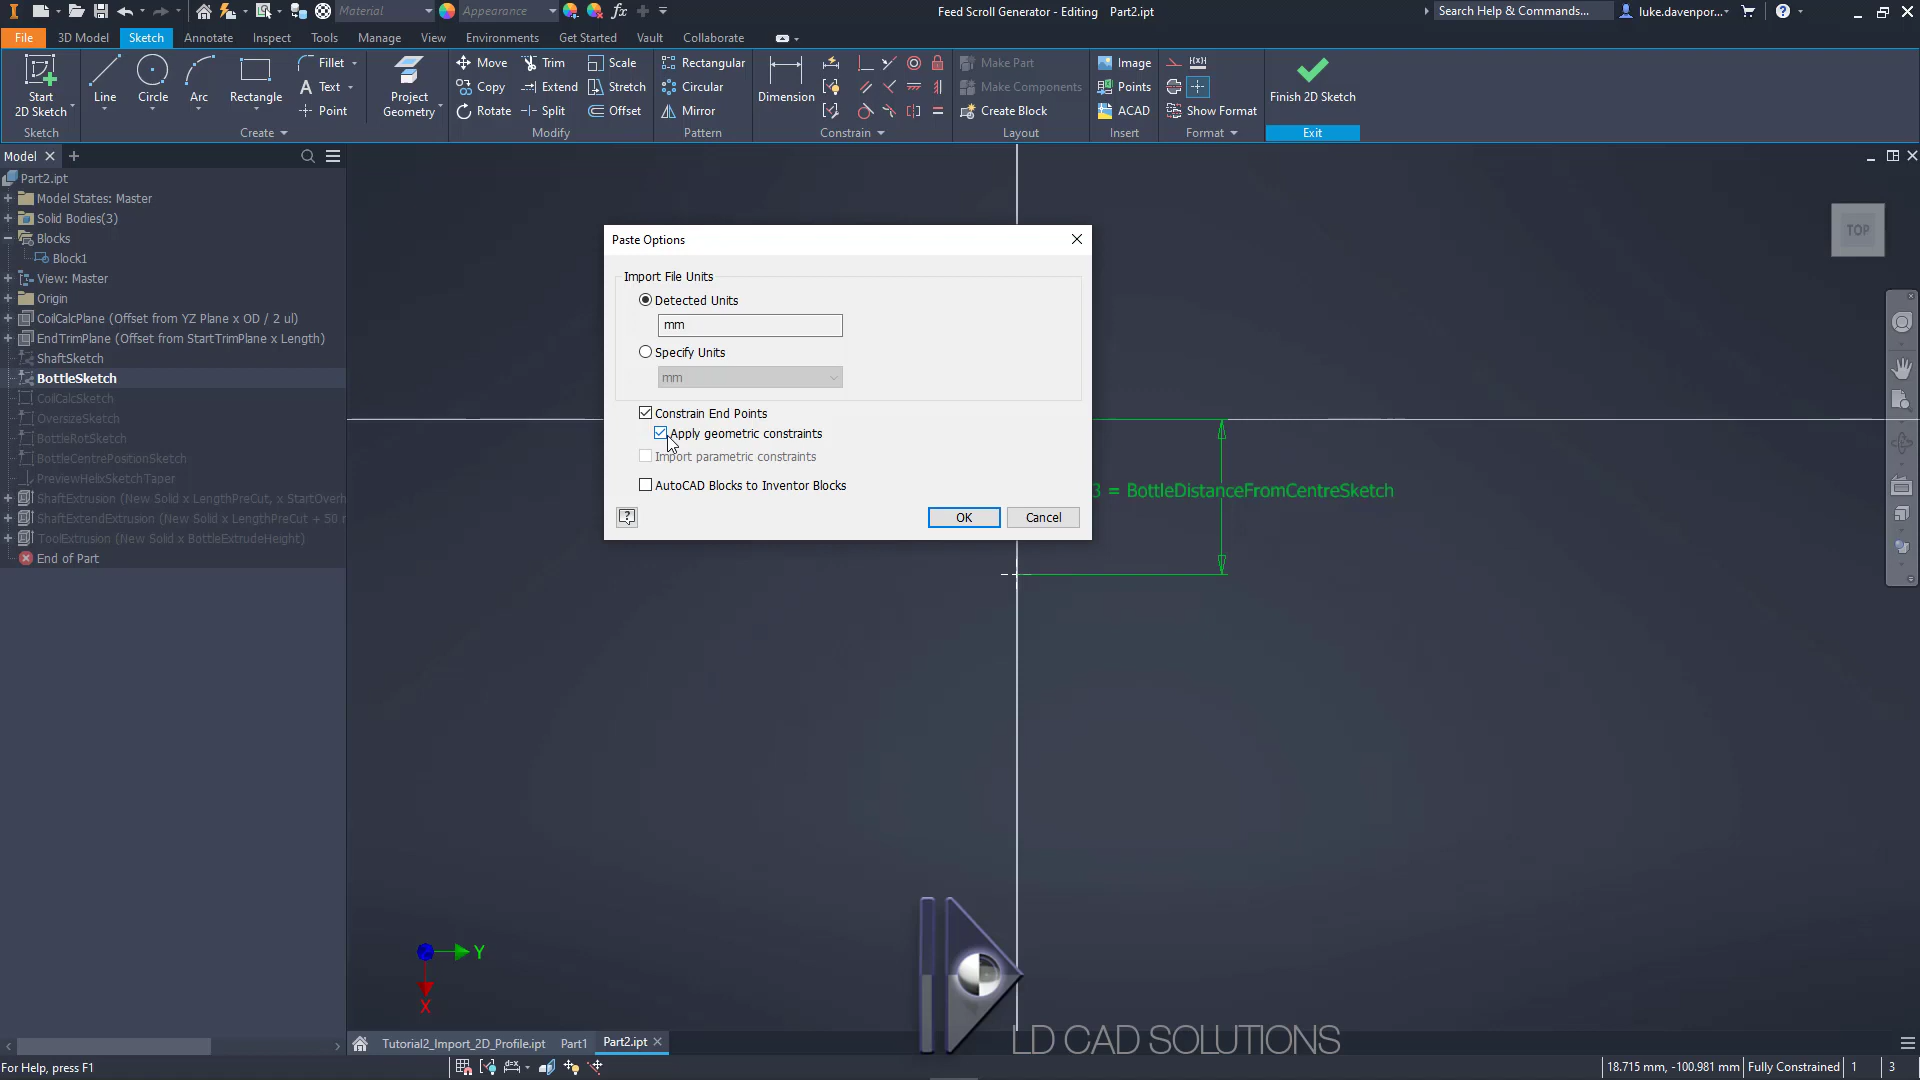 Material
Appearance
Feed Scroll Generator - Editing Part2.ipt
Search Help & Commands...
luke.davenpor...
File
3D Model
Sketch
Annotate
Inspect
Tools
Manage
View
Environments
Get Started
Vault
Collaborate
Start
2D Sketch
Line
Circle
Arc
Rectangle
Fillet
Text
Point
Project
Geometry
Move
Copy
Rotate
Trim
Extend
Split
Scale
Stretch
Offset
Rectangular
Circular
Mirror
Dimension
Make Part
Make Components
Create Block
Image
Points
ACAD
Show Format
Finish 2D Sketch
Sketch
Create
Modify
Pattern
Constrain
Layout
Insert
Format
Exit
Model
Part2.ipt
Model States: Master
Solid Bodies(3)
Blocks
Block1
View: Master
Origin
CoilCalcPlane (Offset from YZ Plane x OD / 2 ul)
EndTrimPlane (Offset from StartTrimPlane x Length)
ShaftSketch
BottleSketch
CoilCalcSketch
OversizeSketch
BottleRotSketch
BottleCentrePositionSketch
PreviewHelixSketchTaper
ShaftExtrusion (New Solid x LengthPreCut, x StartOverh
ShaftExtendExtrusion (New Solid x LengthPreCut + 50 r
ToolExtrusion (New Solid x BottleExtrudeHeight)
End of Part
Paste Options
Import File Units
Detected Units
mm
Specify Units
mm
Constrain End Points
Apply geometric constraints
Import parametric constraints
AutoCAD Blocks to Inventor Blocks
OK
Cancel
3 = BottleDistanceFromCentreSketch
TOP
Y
X
LD CAD SOLUTIONS
Tutorial2_Import_2D_Profile.ipt
Part1
Part2.ipt
For Help, press F1
18.715 mm, -100.981 mm
Fully Constrained
1
3